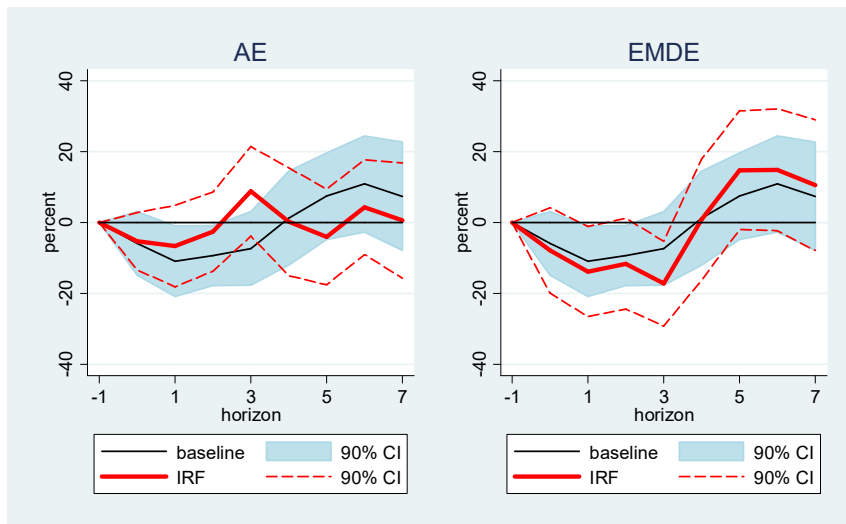 AE
EMDE
percent
40
20
0
-20
-40
-1 1 3 5 7
horizon
baseline 90% CI
IRF 90% CI
percent
40
20
0
-20
-40
-1 1 3 5 7
horizon
baseline 90% CI
IRF 90% CI